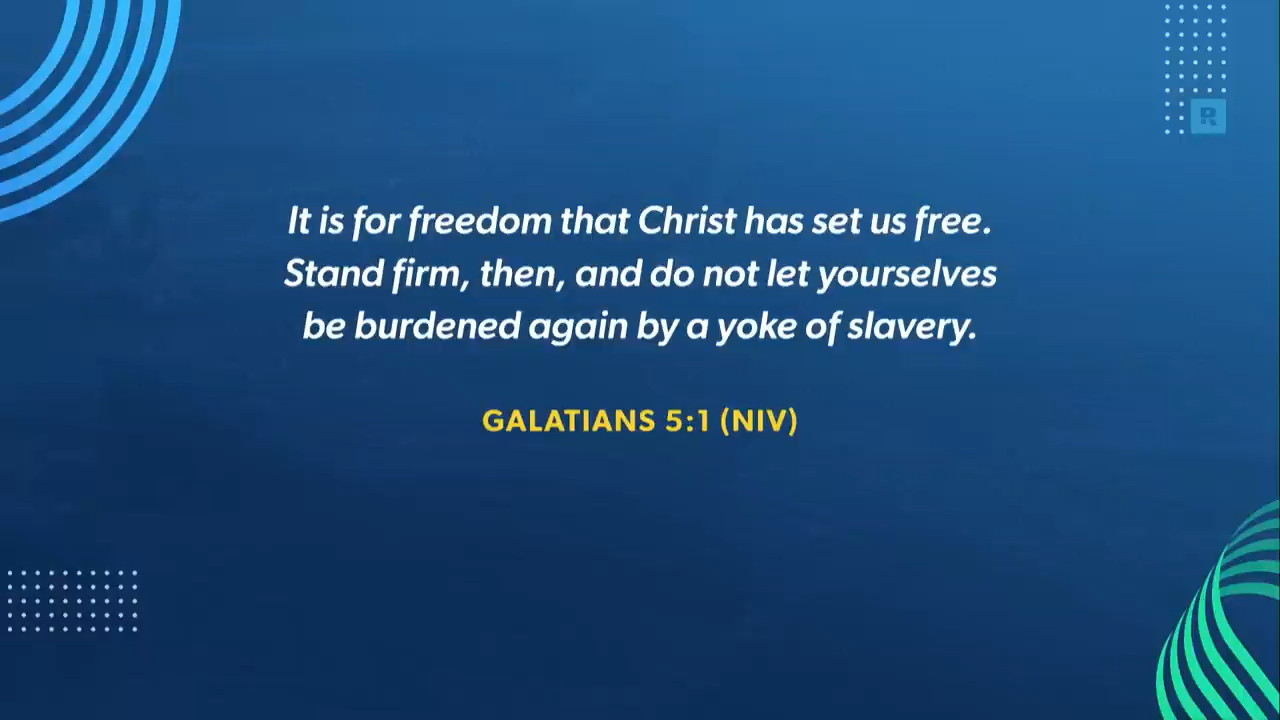 R
It is for freedom that Christ has set us free.
Stand firm, then, and do not let yourselves
be burdened again by a yoke of slavery.
GALATIANS 5:1 (NIV)